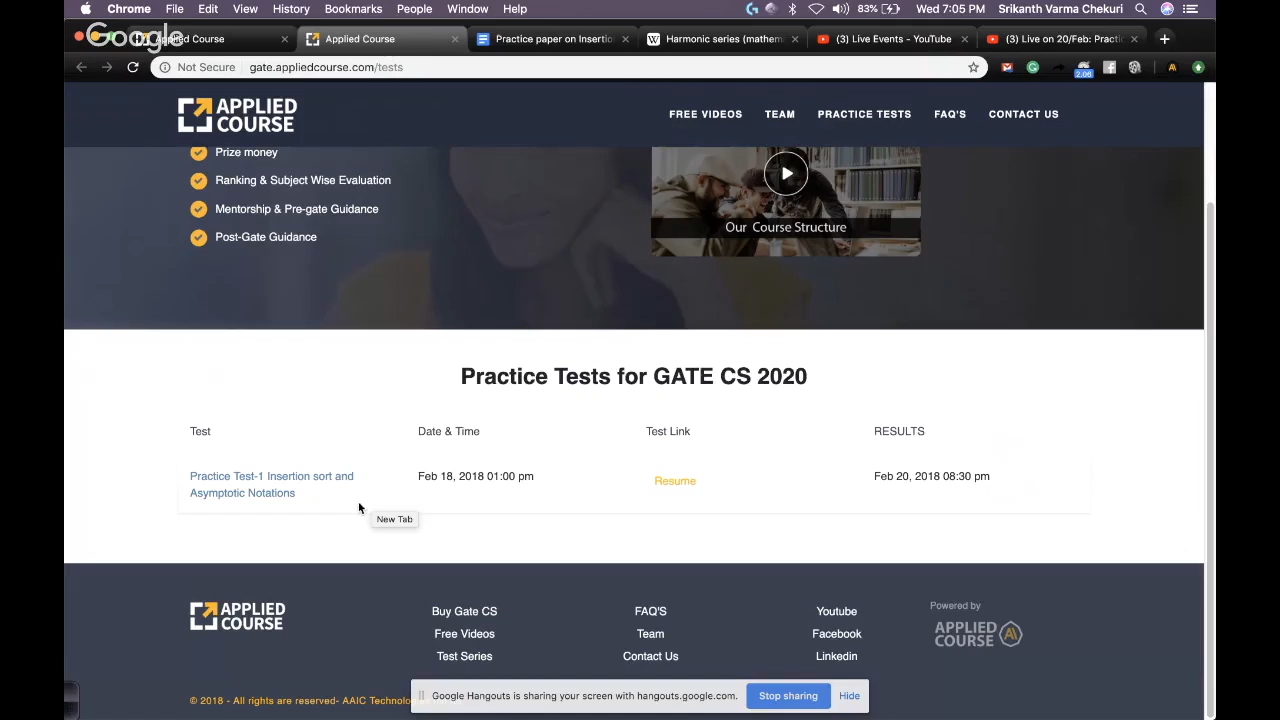 Chrome File Edit View History Bookmarks People Window Help 83% Wed 7:05 PM Srikanth Varma Chekuri
Google
Applied Course Applied Course Practice paper on Insertio Harmonic series (mathem (3) Live Events - YouTube (3) Live on 20/Feb: Practi
Not Secure gate.appliedcourse.com/tests 2.06
APPLIED COURSE
FREE VIDEOS TEAM PRACTICE TESTS FAQ'S CONTACT US
Prize money
Ranking & Subject Wise Evaluation
Mentorship & Pre-gate Guidance
Post-Gate Guidance
Our Course Structure
Practice Tests for GATE CS 2020
Test Date & Time Test Link RESULTS
Practice Test-1 Insertion sort and Feb 18, 2018 01:00 pm Resume Feb 20, 2018 08:30 pm
Asymptotic Notations
New Tab
APPLIED COURSE
Buy Gate CS FAQ'S Youtube
Free Videos Team Facebook
Test Series Contact Us Linkedin
Powered by
APPLIED COURSE
© 2018 - All rights are reserved- AAIC
Google Hangouts is sharing your screen with hangouts.google.com. Stop sharing Hide